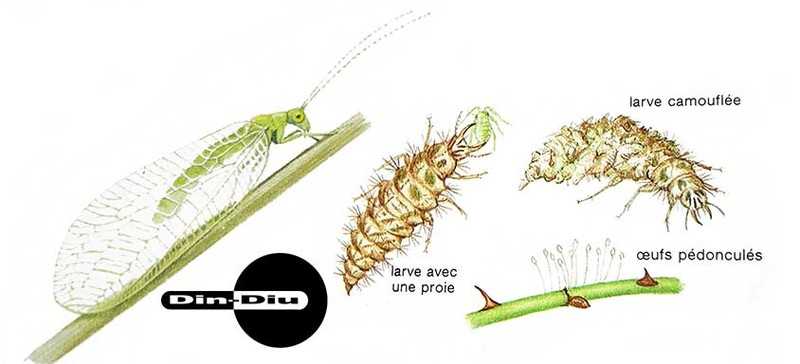 larve camouflée
œufs pédonculés
larve avec
une proie
Din-Diu